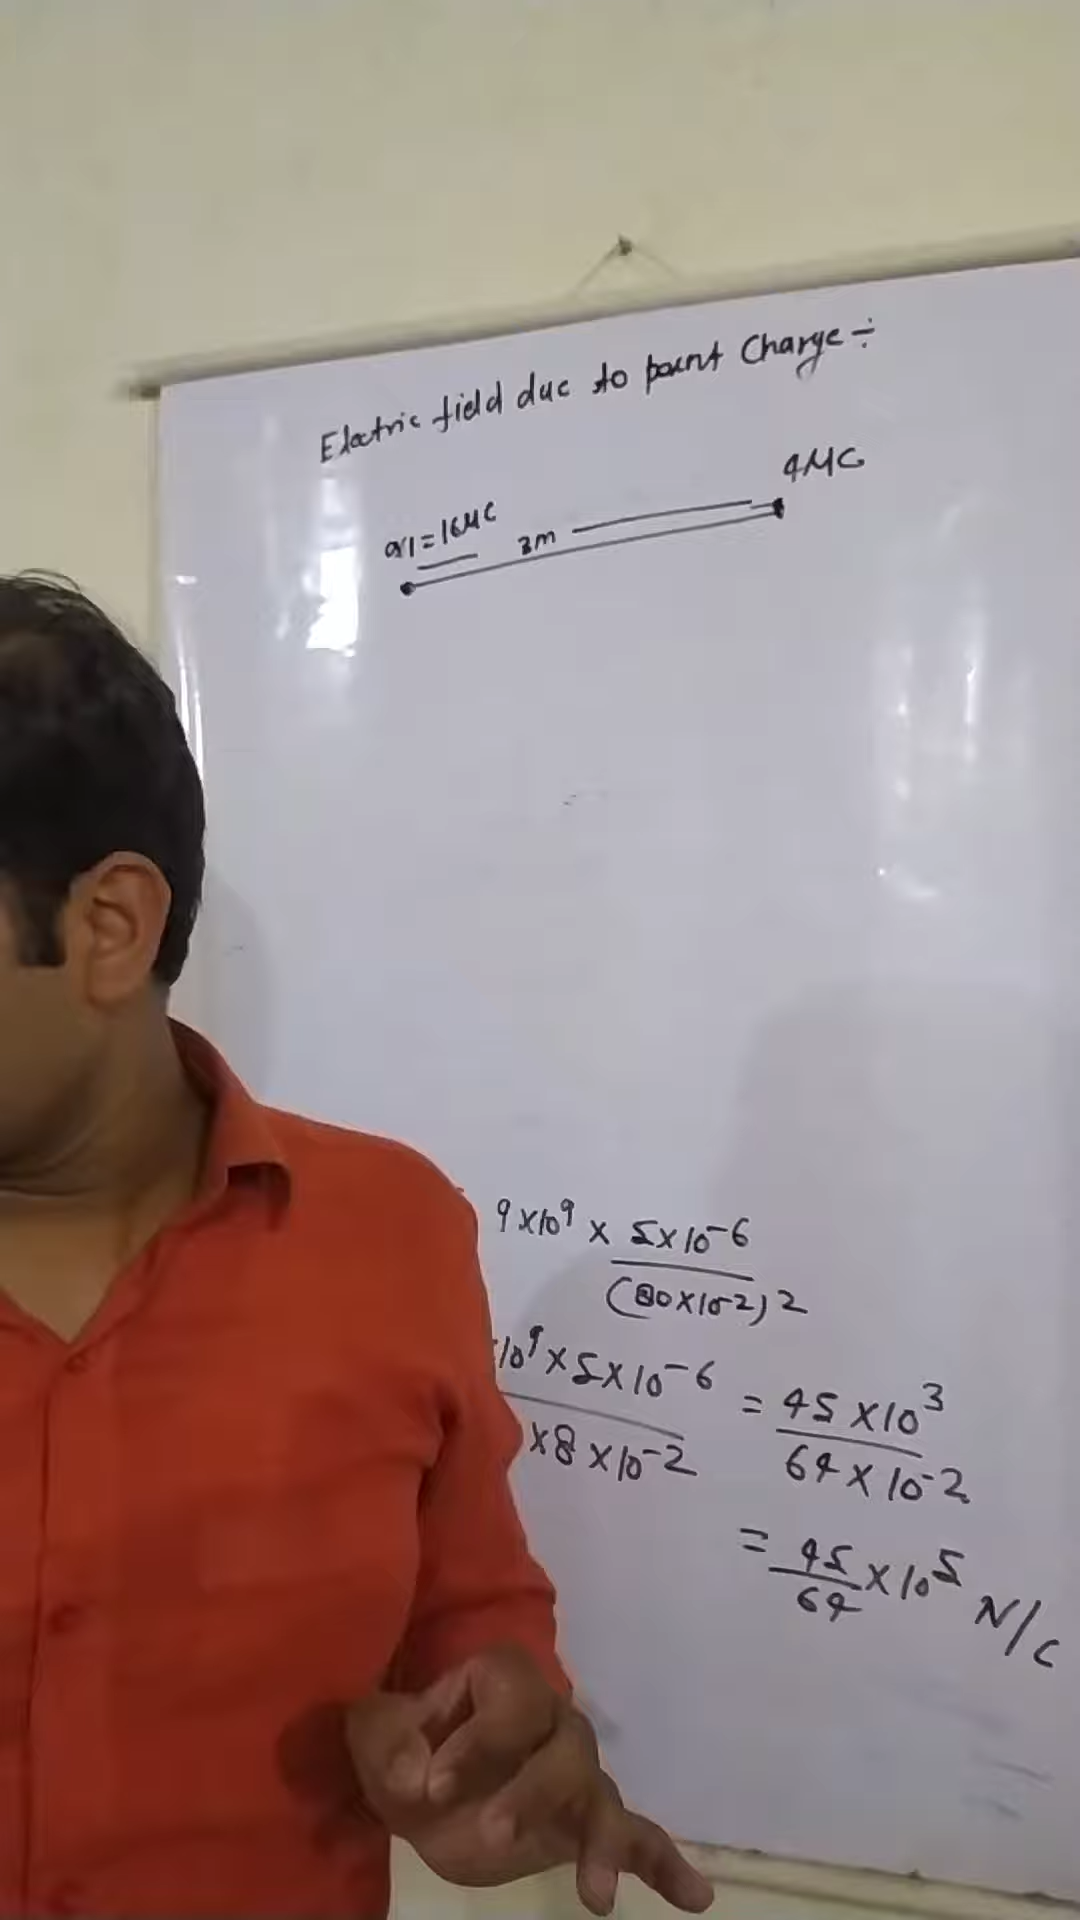 Electric field due to point Charge ÷
4MC
q1 = 16MC
3m
9×10⁹ × 5×10⁻⁶
(80×10-2)2
10⁹ × 5×10⁻⁶ = 45×10³
×8×10⁻² 64×10-2
= 45/64 ×10⁵ N/C